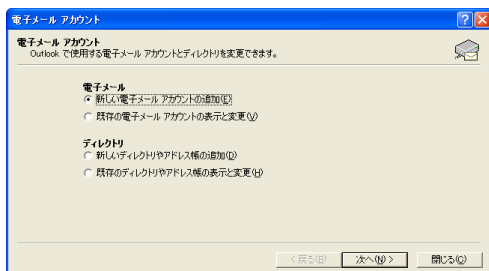 電子メール アカウント
電子メール アカウント
Outlook で使用する電子メール アカウントとディレクトリを変更できます。
電子メール
新しい電子メール アカウントの追加(E)
既存の電子メール アカウントの表示と変更(V)
ディレクトリ
新しいディレクトリやアドレス帳の追加(D)
既存のディレクトリやアドレス帳の表示と変更(H)
< 戻る(B) 次へ(N) > 閉じる(C)